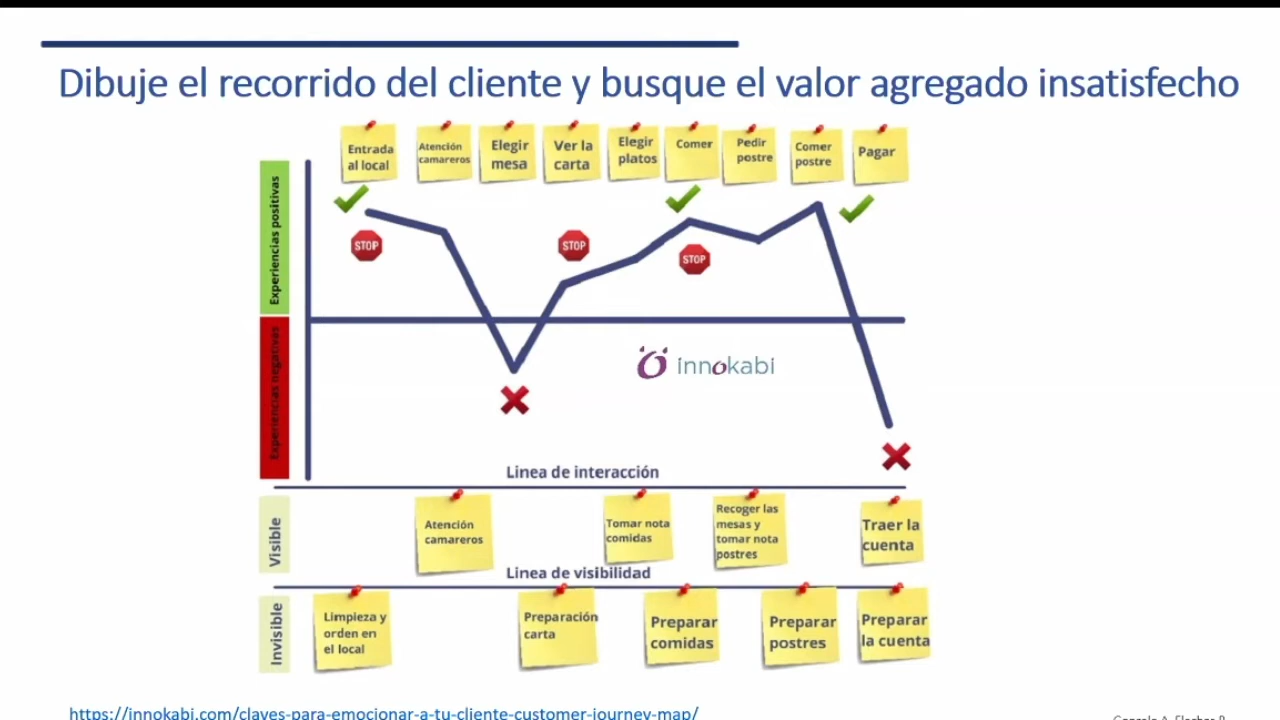 Dibuje el recorrido del cliente y busque el valor agregado insatisfecho
Entrada
al local
Atención
camareros
Elegir
mesa
Ver la
carta
Elegir
platos
Comer
Pedir
postre
Comer
postre
Pagar
Experiencias positivas
STOP
STOP
STOP
Experiencias negativas
innokabi
Linea de interacción
Visible
Atención
camareros
Tomar nota
comidas
Recoger las
mesas y
tomar nota
postres
Traer la
cuenta
Linea de visibilidad
Invisible
Limpieza y
orden en
el local
Preparación
carta
Preparar
comidas
Preparar
postres
Preparar
la cuenta
https://innokabi.com/claves-para-emocionar-a-tu-cliente-customer-journey-map/